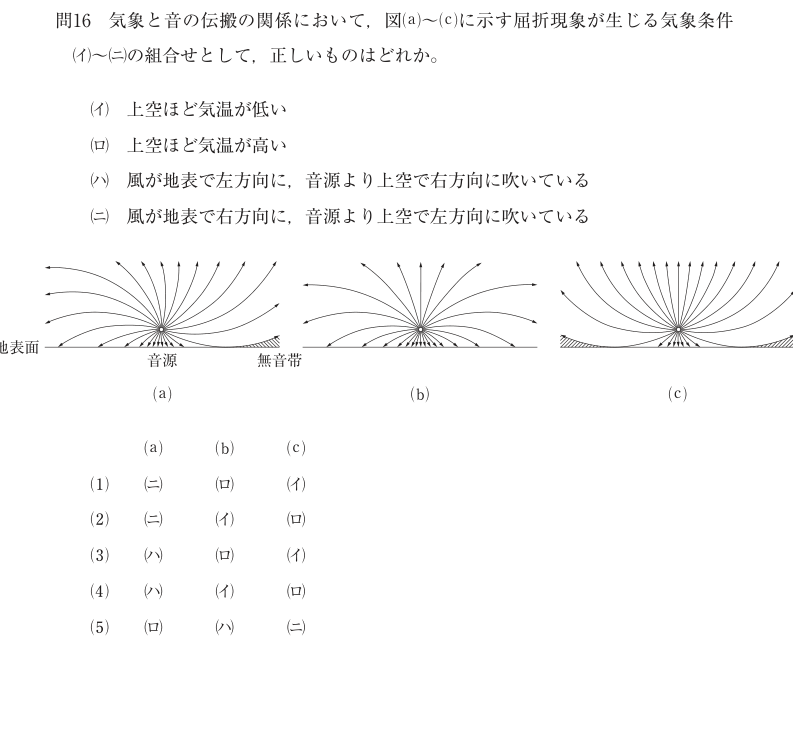 問16　気象と音の伝搬の関係において，図(a)～(c)に示す屈折現象が生じる気象条件
(イ)～(ニ)の組合せとして，正しいものはどれか。
(イ)　上空ほど気温が低い
(ロ)　上空ほど気温が高い
(ハ)　風が地表で左方向に，音源より上空で右方向に吹いている
(ニ)　風が地表で右方向に，音源より上空で左方向に吹いている
地表面　音源　無音帯
(a)　(b)　(c)
(a)　(b)　(c)
(1)　(ニ)　(ロ)　(イ)
(2)　(ニ)　(イ)　(ロ)
(3)　(ハ)　(ロ)　(イ)
(4)　(ハ)　(イ)　(ロ)
(5)　(ロ)　(ハ)　(ニ)